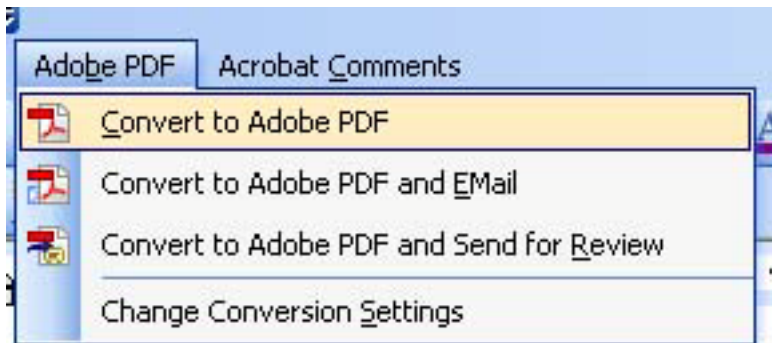 Adobe PDF Acrobat Comments
Convert to Adobe PDF
Convert to Adobe PDF and EMail
Convert to Adobe PDF and Send for Review
Change Conversion Settings